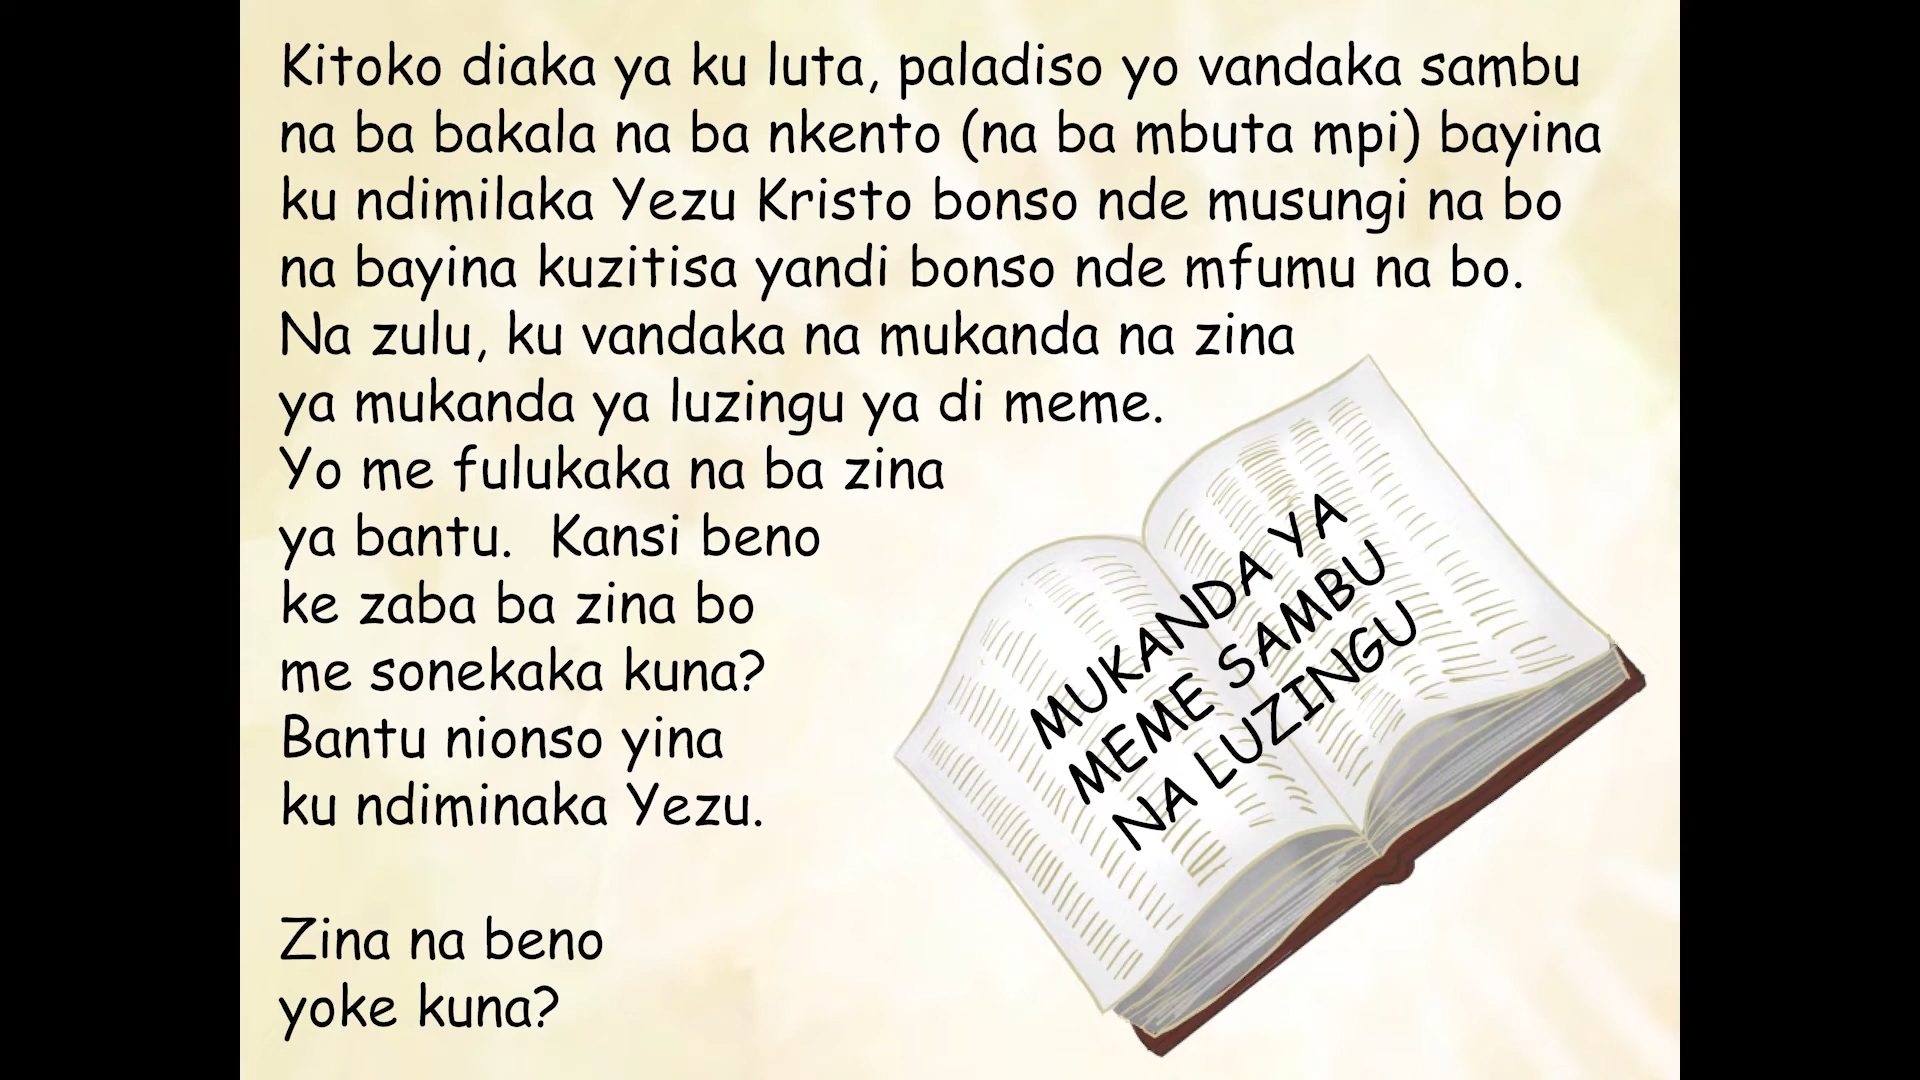 Kitoko diaka ya ku luta, paladiso yo vandaka sambu
na ba bakala na ba nkento (na ba mbuta mpi) bayina
ku ndimilaka Yezu Kristo bonso nde musungi na bo
na bayina kuzitisa yandi bonso nde mfumu na bo.
Na zulu, ku vandaka na mukanda na zina
ya mukanda ya luzingu ya di meme.
Yo me fulukaka na ba zina
ya bantu.  Kansi beno
ke zaba ba zina bo
me sonekaka kuna?
Bantu nionso yina
ku ndiminaka Yezu.
Zina na beno
yoke kuna?
MUKANDA YA
MEME SAMBU
NA LUZINGU